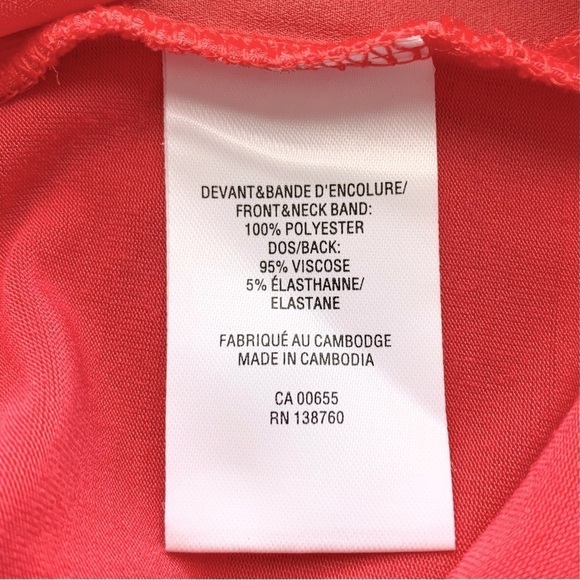 DEVANT&BANDE D'ENCOLURE/
FRONT&NECK BAND:
100% POLYESTER
DOS/BACK:
95% VISCOSE
5% ÉLASTHANNE/
ELASTANE
FABRIQUÉ AU CAMBODGE
MADE IN CAMBODIA
CA 00655
RN 138760